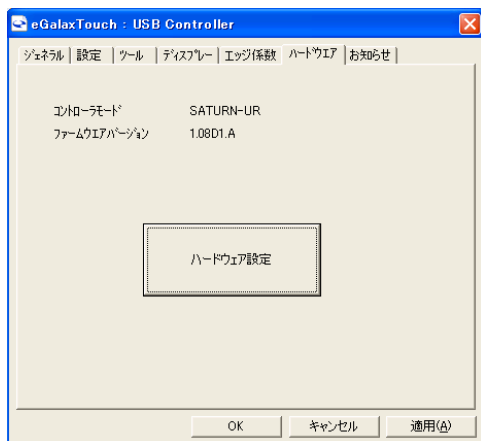 eGalaxTouch : USB Controller
ジェネラル 設定 ツール ディスプレー エッジ係数 ハードウエア お知らせ
コントローラモード SATURN-UR
ファームウエアバージョン 1.08D1.A
ハードウェア設定
OK キャンセル 適用(A)